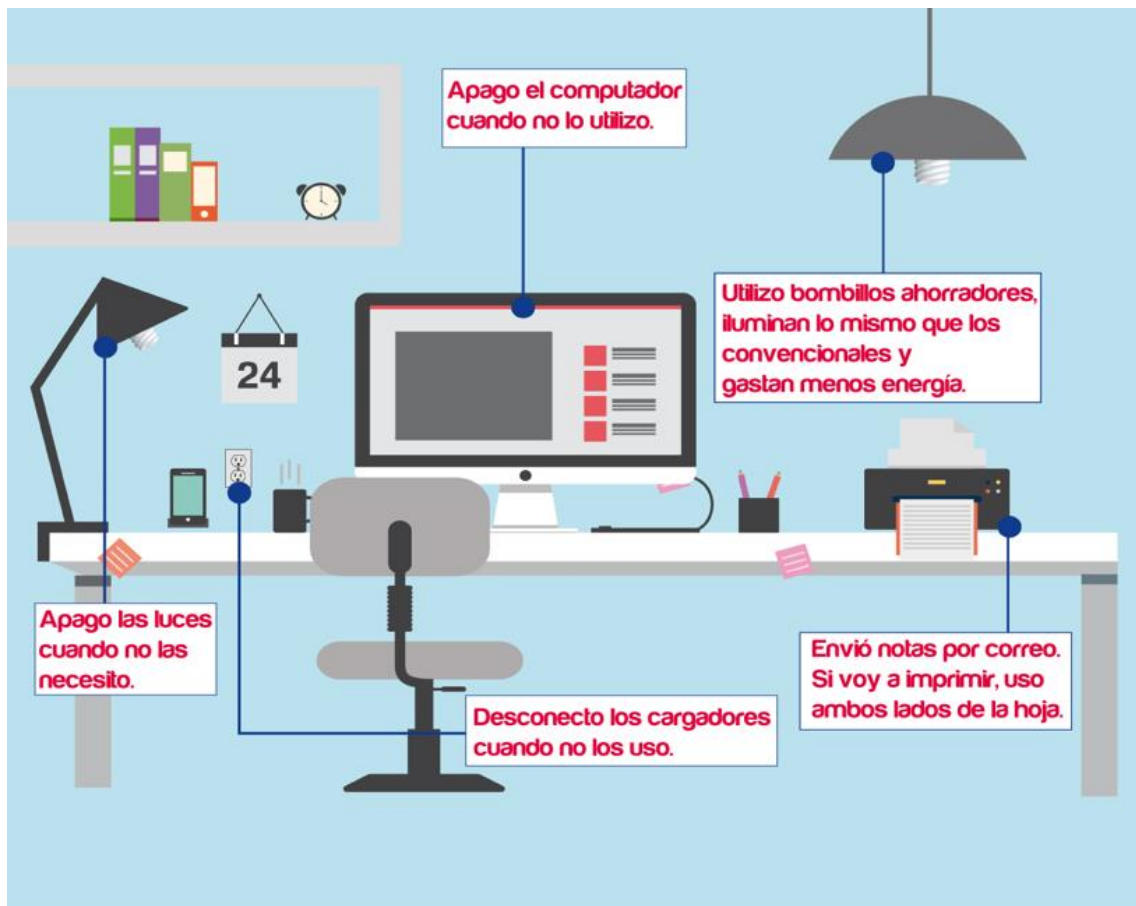 Apago el computador
cuando no lo utilizo.
Utilizo bombillos ahorradores,
iluminan lo mismo que los
convencionales y
gastan menos energía.
24
Apago las luces
cuando no las
necesito.
Envió notas por correo.
Si voy a imprimir, uso
ambos lados de la hoja.
Desconecto los cargadores
cuando no los uso.